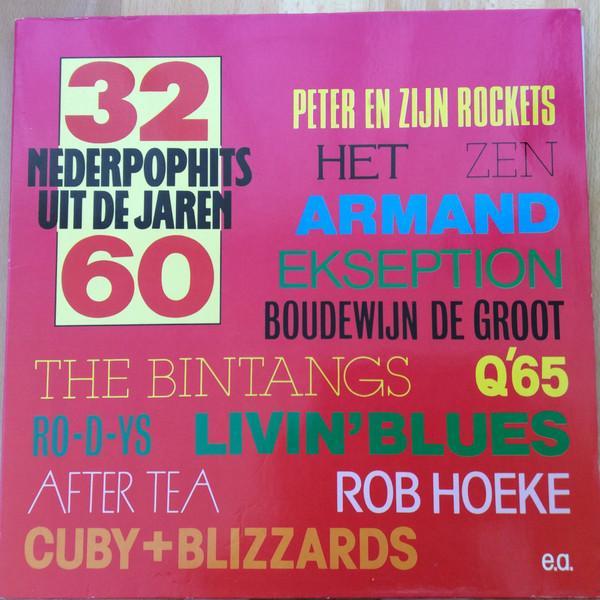 32
NEDERPOPHITS
UIT DE JAREN
60
PETER EN ZIJN ROCKETS
HET ZEN
ARMAND
EKSEPTION
BOUDEWIJN DE GROOT
THE BINTANGS Q'65
RO-D-YS LIVIN' BLUES
AFTER TEA ROB HOEKE
CUBY+BLIZZARDS e.a.